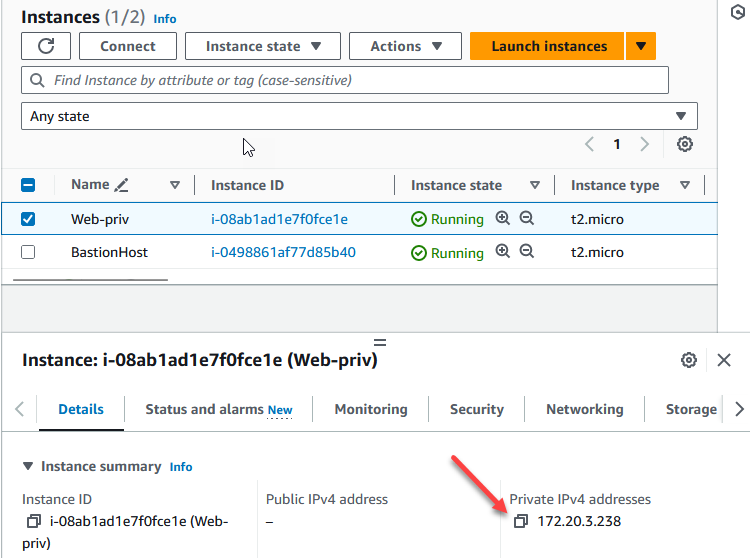 Instances (1/2) Info
Connect Instance state Actions Launch instances
Find Instance by attribute or tag (case-sensitive)
Any state
1
Name Instance ID Instance state Instance type
Web-priv i-08ab1ad1e7f0fce1e Running t2.micro
BastionHost i-0498861af77d85b40 Running t2.micro
Instance: i-08ab1ad1e7f0fce1e (Web-priv)
Details Status and alarms New Monitoring Security Networking Storage
Instance summary Info
Instance ID Public IPv4 address Private IPv4 addresses
i-08ab1ad1e7f0fce1e (Web- – 172.20.3.238
priv)